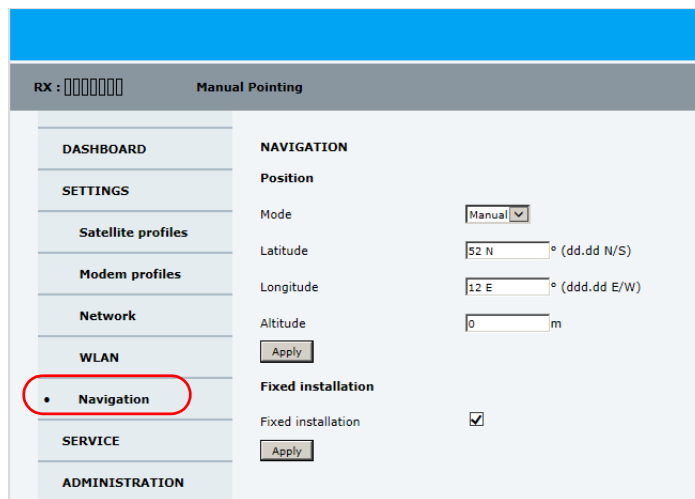 RX : Manual Pointing
DASHBOARD
SETTINGS
Satellite profiles
Modem profiles
Network
WLAN
• Navigation
SERVICE
ADMINISTRATION
NAVIGATION
Position
Mode Manual
Latitude 52 N ° (dd.dd N/S)
Longitude 12 E ° (ddd.dd E/W)
Altitude 0 m
Apply
Fixed installation
Fixed installation
Apply